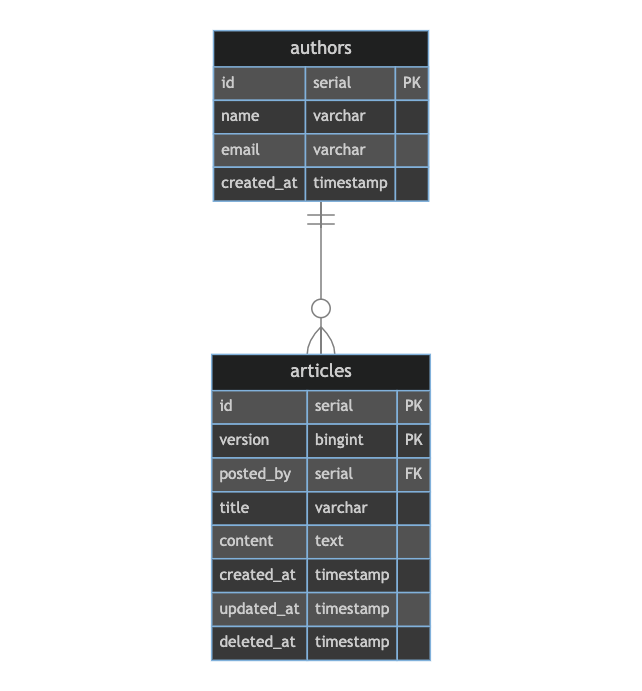 authors
id serial PK
name varchar
email varchar
created_at timestamp
articles
id serial PK
version bingint PK
posted_by serial FK
title varchar
content text
created_at timestamp
updated_at timestamp
deleted_at timestamp